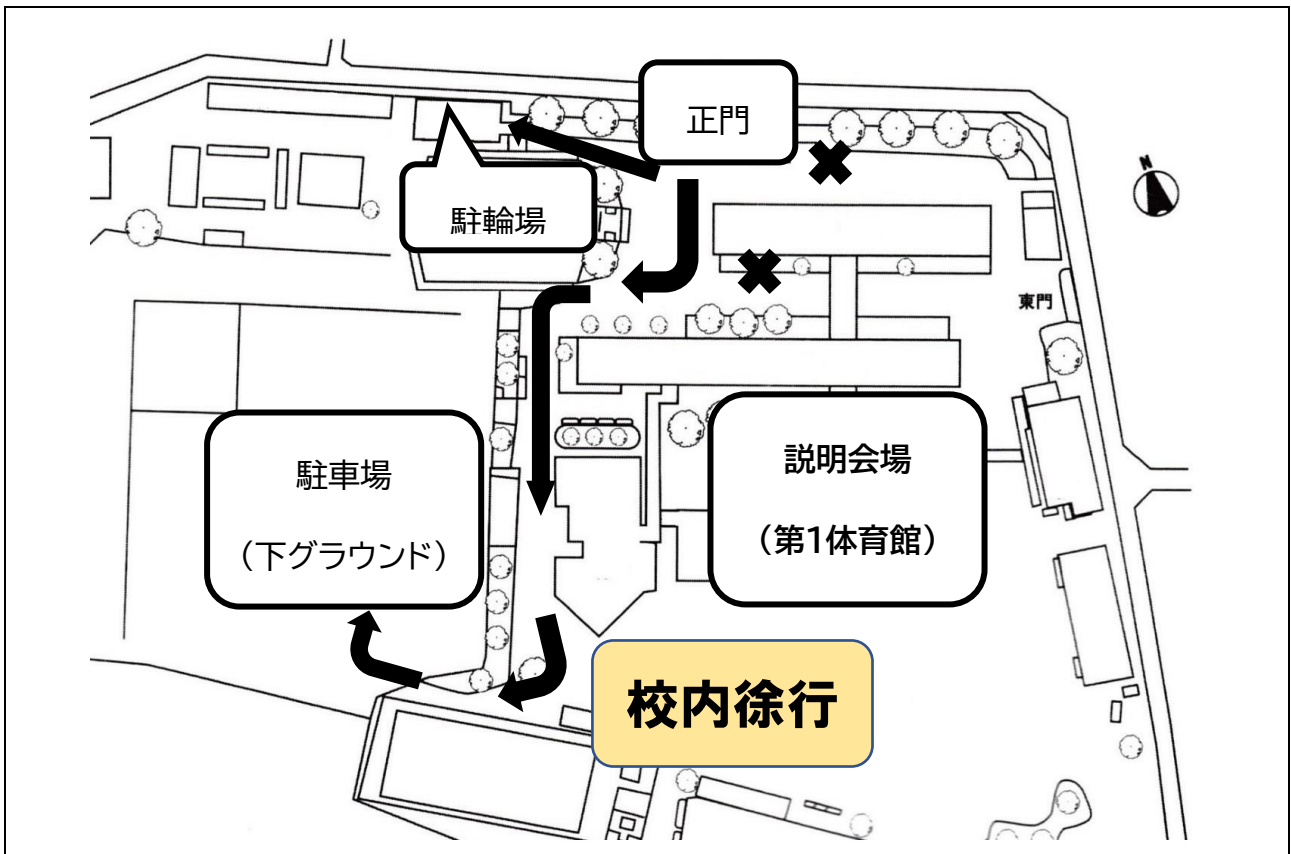 正門
駐輪場
N
東門
駐車場
（下グラウンド）
説明会場
（第1体育館）
校内徐行